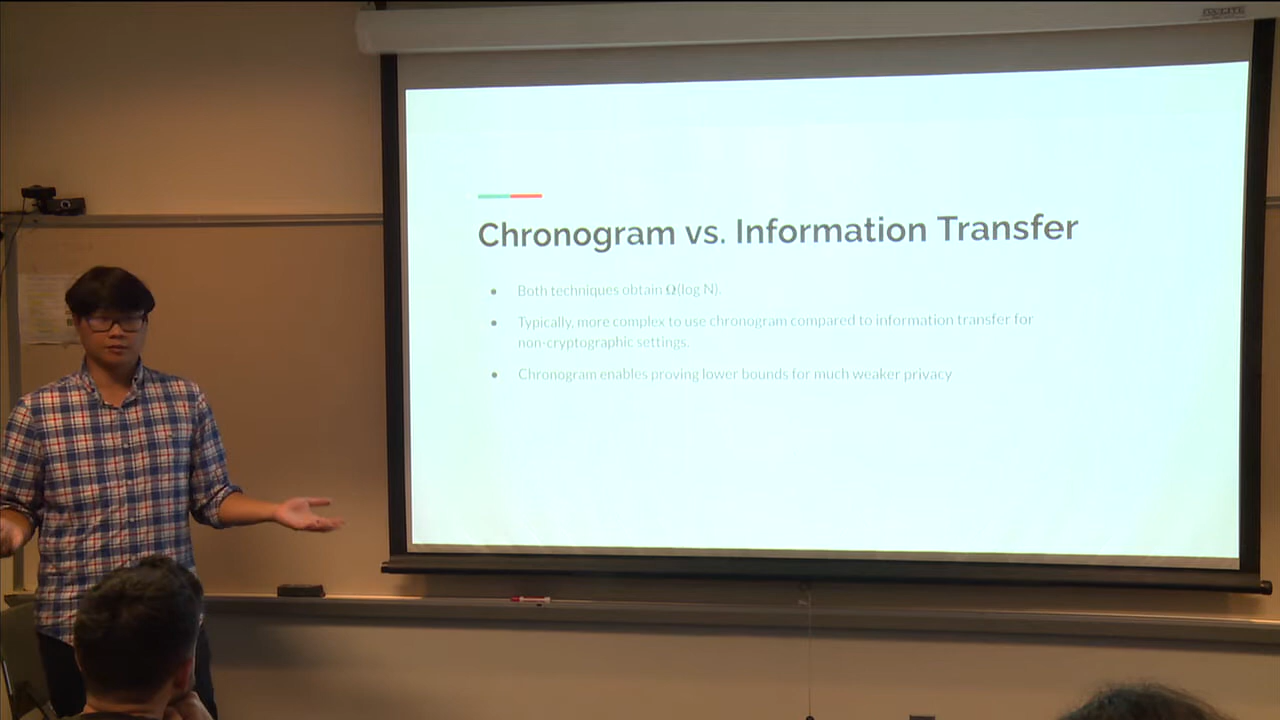 Chronogram vs. Information Transfer
• Both techniques obtain Ω(log N).
• Typically, more complex to use chronogram compared to information transfer for
non-cryptographic settings.
• Chronogram enables proving lower bounds for much weaker privacy